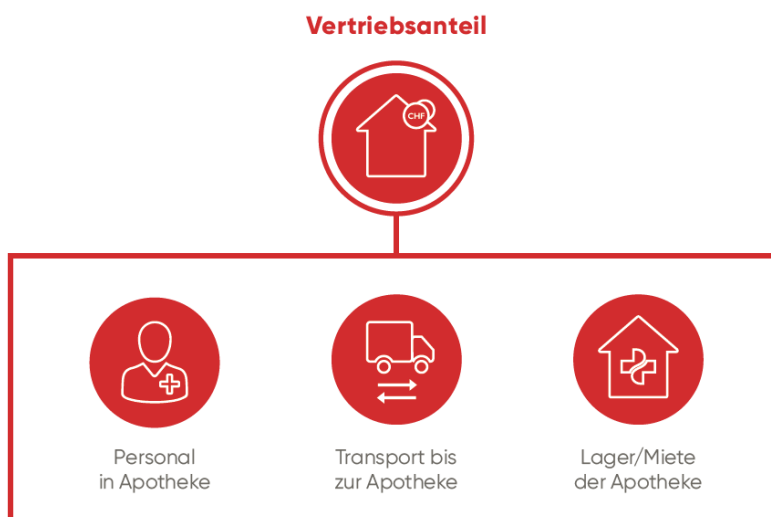 Vertriebsanteil
CHF
Personal
in Apotheke
Transport bis
zur Apotheke
Lager/Miete
der Apotheke